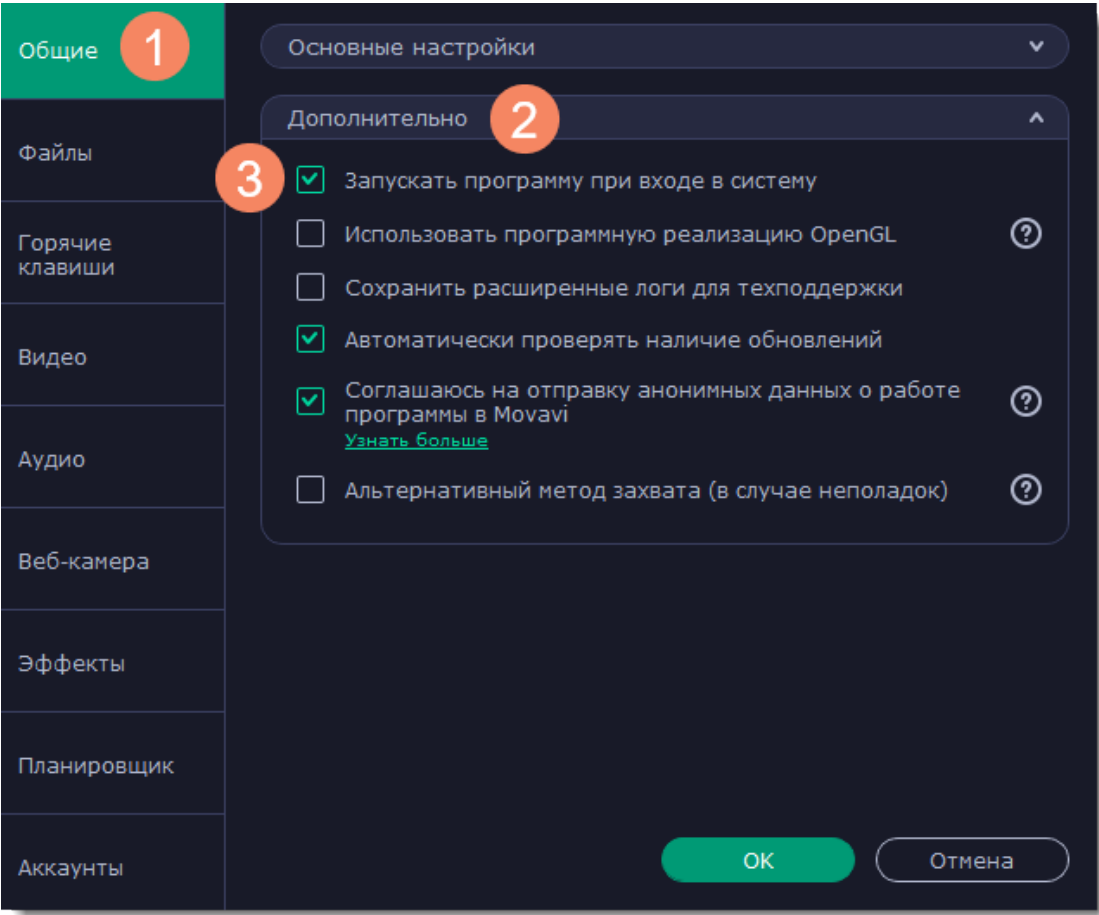 Общие
1
Файлы
Горячие
клавиши
Видео
Аудио
Веб-камера
Эффекты
Планировщик
Аккаунты
Основные настройки
Дополнительно
2
3
Запускать программу при входе в систему
Использовать программную реализацию OpenGL
?
Сохранить расширенные логи для техподдержки
Автоматически проверять наличие обновлений
Соглашаюсь на отправку анонимных данных о работе
программы в Movavi
?
Узнать больше
Альтернативный метод захвата (в случае неполадок)
?
OK
Отмена